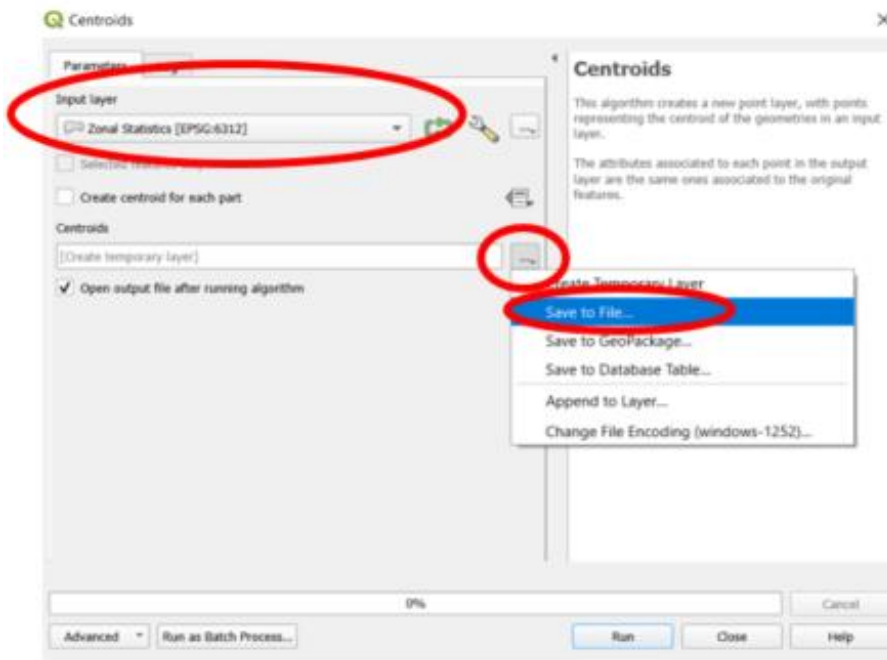 Centroids
Parameters
Input layer
Zonal Statistics [EPSG:6312]
Create centroid for each part
Centroids
[Create temporary layer]
Open output file after running algorithm
Centroids
This algorithm creates a new point layer, with points
representing the centroid of the geometries in an input
layer.
The attributes associated to each point in the output
layer are the same ones associated to the original
features.
Create Temporary Layer
Save to File...
Save to GeoPackage...
Save to Database Table...
Append to Layer...
Change File Encoding (windows-1252)...
0%
Cancel
Advanced
Run as Batch Process...
Run
Close
Help